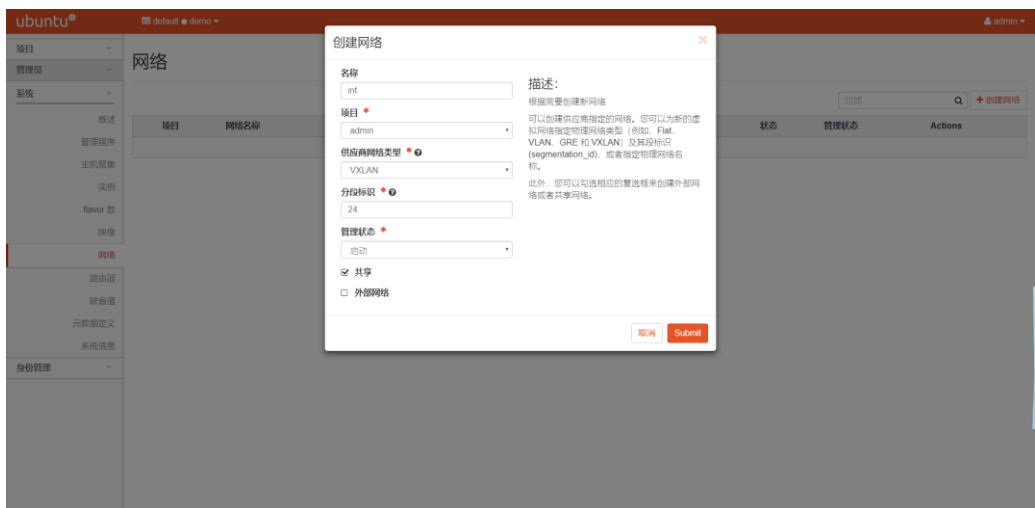 ubuntu®
default ● demo
admin
项目
管理员
系统
概述
管理程序
主机聚集
实例
flavor 数
映像
网络
路由器
缺省值
元数据定义
系统信息
身份管理
网络
过滤
+创建网络
项目
网络名称
状态
管理状态
Actions
创建网络
×
名称
int
项目 *
admin
供应商网络类型 *
VXLAN
分段标识 *
24
管理状态 *
启动
共享
外部网络
描述:
根据需要创建新网络
可以创建供应商指定的网络。您可以为新的虚
拟网络指定物理网络类型（例如、Flat、
VLAN、GRE 和 VXLAN）及其段标识
(segmentation_id)，或者指定物理网络名
称。
此外、您可以勾选相应的复选框来创建外部网
络或者共享网络。
取消
Submit